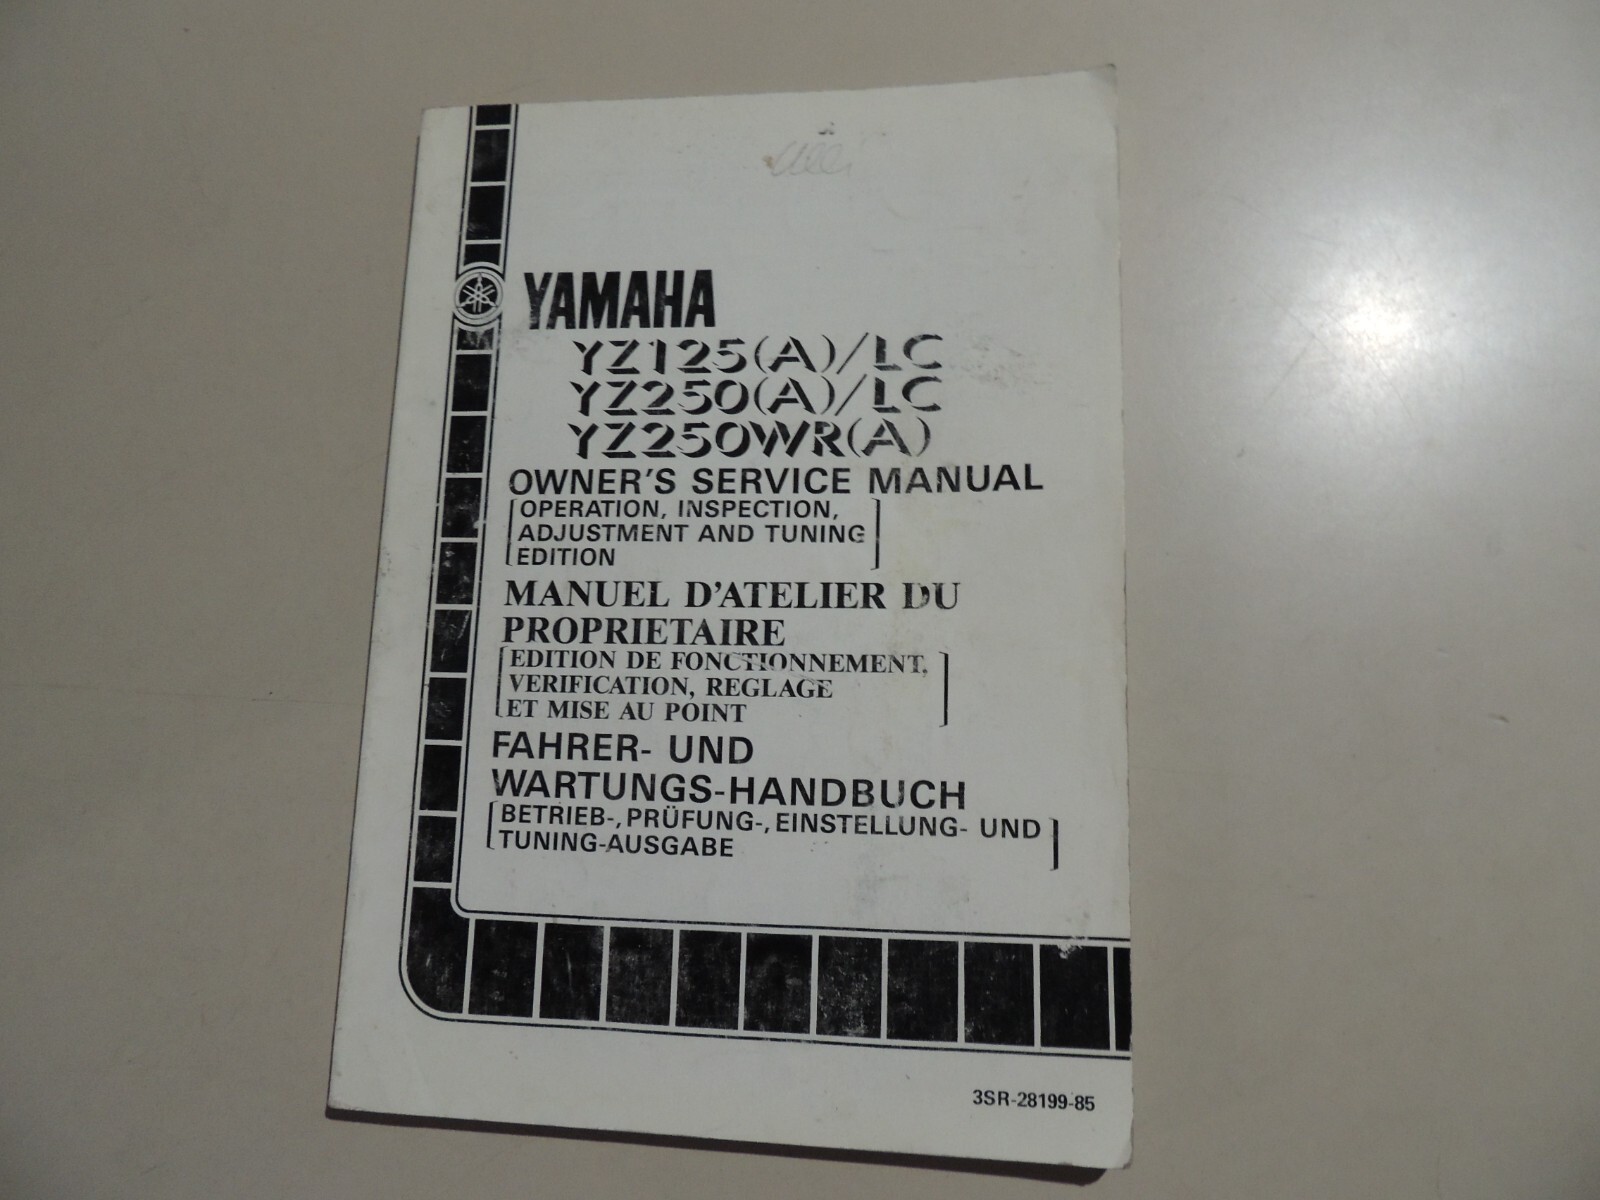 YAMAHA
YZ125(A)/LC
YZ250(A)/LC
YZ250WR(A)
OWNER'S SERVICE MANUAL
[OPERATION, INSPECTION,
ADJUSTMENT AND TUNING
EDITION]
MANUEL D'ATELIER DU
PROPRIETAIRE
[EDITION DE FONCTIONNEMENT,
VERIFICATION, REGLAGE
ET MISE AU POINT]
FAHRER- UND
WARTUNGS-HANDBUCH
[BETRIEB-, PRÜFUNG-, EINSTELLUNG- UND
TUNING-AUSGABE]
3SR-28199-85